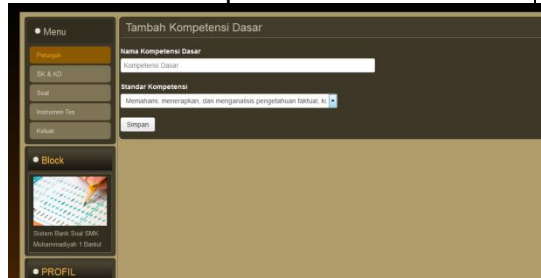 Menu
Petunjuk
SK & KD
Soal
Instrumen Tes
Keluar
Block
Sistem Bank Soal SMK
Muhammadiyah 1 Bantul
PROFIL
Tambah Kompetensi Dasar
Nama Kompetensi Dasar
Kompetensi Dasar
Standar Kompetensi
Memahami, menerapkan, dan menganalisis pengetahuan faktual, k
Simpan